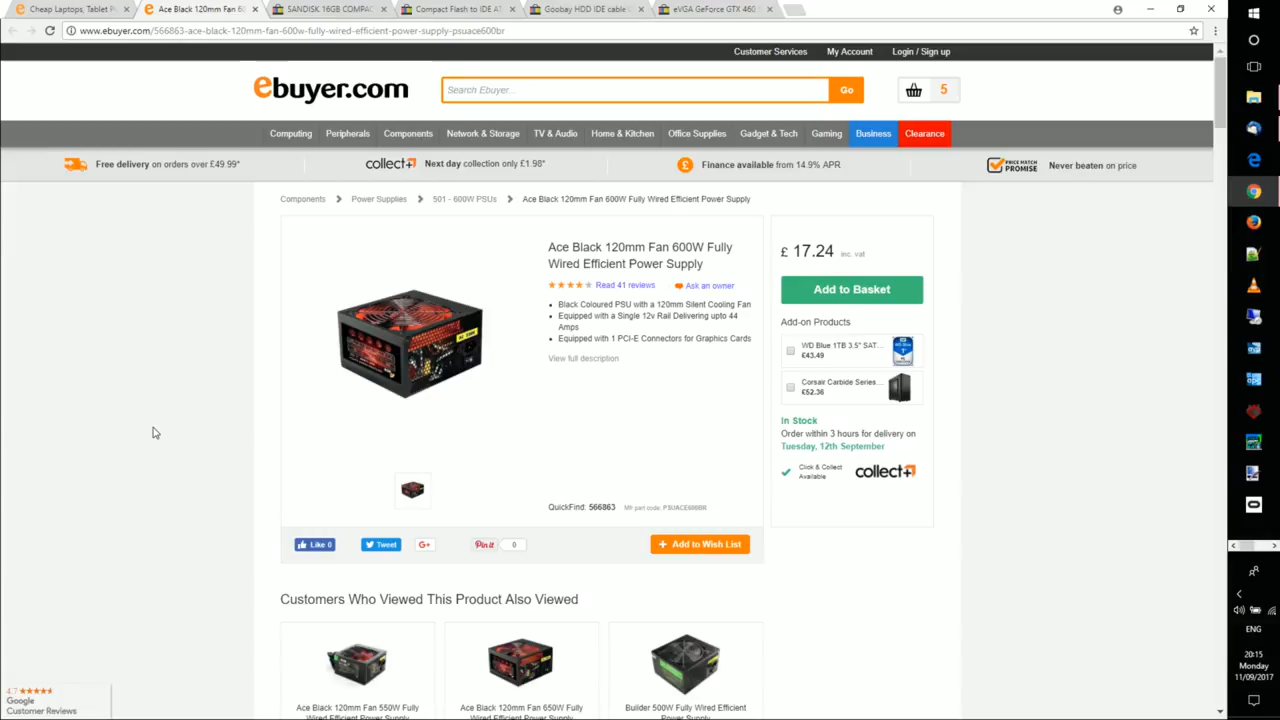 Cheap Laptops, Tablet P
Ace Black 120mm Fan 60
SANDISK 16GB COMPAC
Compact Flash to IDE AT
Goobay HDD IDE cable
eVGA GeForce GTX 460
www.ebuyer.com/566863-ace-black-120mm-fan-600w-fully-wired-efficient-power-supply-psuace600br
Customer Services My Account Login / Sign up
ebuyer.com
Search Ebuyer...
Go
5
Computing Peripherals Components Network & Storage TV & Audio Home & Kitchen Office Supplies Gadget & Tech Gaming Business Clearance
Free delivery on orders over £49.99*
collect+ Next day collection only £1.98*
£ Finance available from 14.9% APR
PRICE MATCH PROMISE Never beaten on price
Components Power Supplies 501 - 600W PSUs Ace Black 120mm Fan 600W Fully Wired Efficient Power Supply
Ace Black 120mm Fan 600W Fully
Wired Efficient Power Supply
Read 41 reviews Ask an owner
Black Coloured PSU with a 120mm Silent Cooling Fan
Equipped with a Single 12v Rail Delivering upto 44
Amps
Equipped with 1 PCI-E Connectors for Graphics Cards
View full description
QuickFind: 566863 Mfr part code: PSUACE600BR
Like 0
Tweet
G+
Pin it
0
+ Add to Wish List
£ 17.24 inc. vat
Add to Basket
Add-on Products
WD Blue 1TB 3.5" SAT...
£43.49
Corsair Carbide Series...
£52.36
In Stock
Order within 3 hours for delivery on
Tuesday, 12th September
Click & Collect
Available
collect+
Customers Who Viewed This Product Also Viewed
Ace Black 120mm Fan 550W Fully
Wired Efficient Power Supply
Ace Black 120mm Fan 650W Fully
Wired Efficient Power Supply
Builder 500W Fully Wired Efficient
Power Supply
4.7
Google
Customer Reviews
ENG
20:15
Monday
11/09/2017